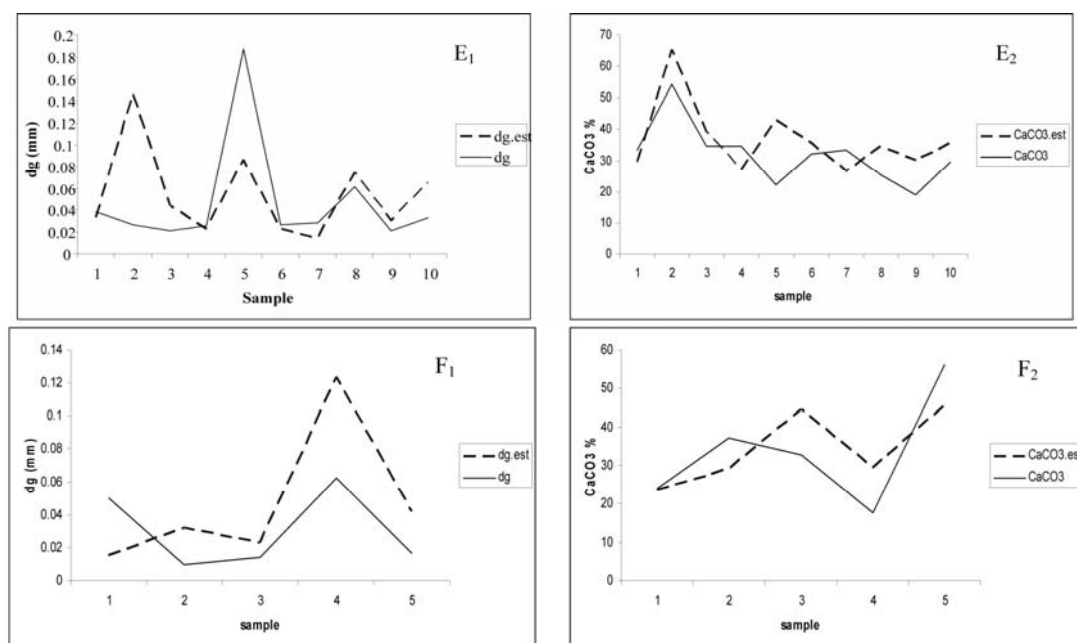 E1
dg (mm)
0.2
0.18
0.16
0.14
0.12
0.1
0.08
0.06
0.04
0.02
0
1 2 3 4 5 6 7 8 9 10
Sample
dg.est
dg
E2
CaCO3 %
70
60
50
40
30
20
10
0
1 2 3 4 5 6 7 8 9 10
sample
CaCO3.est
CaCO3
F1
dg (mm)
0.14
0.12
0.1
0.08
0.06
0.04
0.02
0
1 2 3 4 5
sample
dg.est
dg
F2
CaCO3 %
60
50
40
30
20
10
0
1 2 3 4 5
sample
CaCO3.es
CaCO3